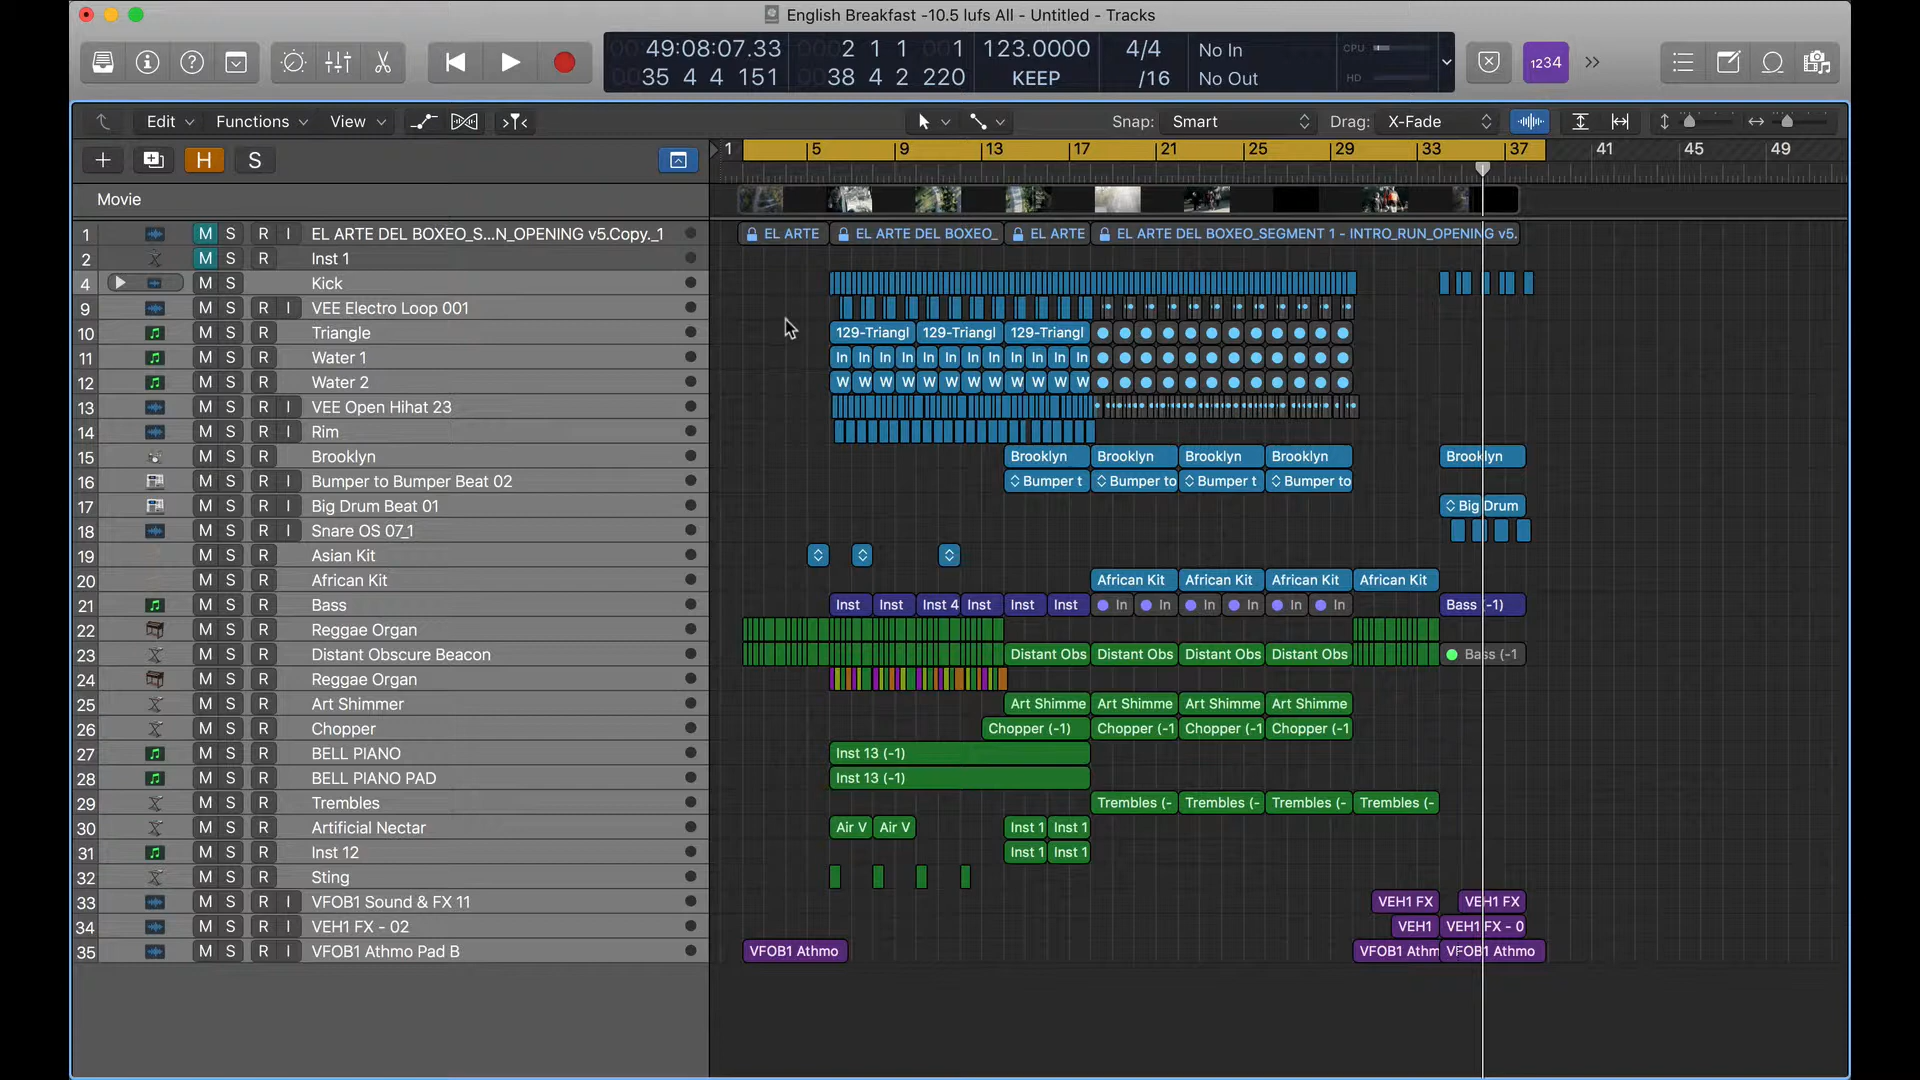 English Breakfast -10.5 lufs All - Untitled - Tracks
49:08:07.33 2 1 1 1 123.0000 4/4 No In CPU
35 4 4 151 38 4 2 220 KEEP /16 No Out HD
1234
Edit Functions View Snap: Smart Drag: X-Fade
H S 1 5 9 13 17 21 25 29 33 37 41 45 49
Movie
1 M S R I EL ARTE DEL BOXEO_S...N_OPENING v5.Copy._1 EL ARTE EL ARTE DEL BOXEO_ EL ARTE EL ARTE DEL BOXEO_SEGMENT 1 - INTRO_RUN_OPENING v5.
2 M S R Inst 1
4 M S Kick
9 M S R I VEE Electro Loop 001
10 M S R Triangle 129-Triangl 129-Triangl 129-Triangl
11 M S R Water 1 In In In In In In In In In In In In
12 M S R Water 2 W W W W W W W W W W W W
13 M S R I VEE Open Hihat 23
14 M S R I Rim
15 M S R Brooklyn Brooklyn Brooklyn Brooklyn Brooklyn Brooklyn
16 M S R I Bumper to Bumper Beat 02 Bumper t Bumper to Bumper t Bumper to
17 M S R I Big Drum Beat 01 Big Drum
18 M S R I Snare OS 07_1
19 M S R Asian Kit
20 M S R African Kit African Kit African Kit African Kit African Kit
21 M S R Bass Inst Inst Inst 4 Inst Inst Inst In In In In In In Bass (-1)
22 M S R Reggae Organ
23 M S R Distant Obscure Beacon Distant Obs Distant Obs Distant Obs Distant Obs Bass (-1
24 M S R Reggae Organ
25 M S R Art Shimmer Art Shimme Art Shimme Art Shimme Art Shimme
26 M S R Chopper Chopper (-1) Chopper (-1 Chopper (-1 Chopper (-1
27 M S R BELL PIANO Inst 13 (-1)
28 M S R BELL PIANO PAD Inst 13 (-1)
29 M S R Trembles Trembles (- Trembles (- Trembles (- Trembles (-
30 M S R Artificial Nectar Air V Air V Inst 1 Inst 1
31 M S R Inst 12 Inst 1 Inst 1
32 M S R Sting
33 M S R I VFOB1 Sound & FX 11 VEH1 FX VEH1 FX
34 M S R I VEH1 FX - 02 VEH1 VEH1 FX - 0
35 M S R I VFOB1 Athmo Pad B VFOB1 Athmo VFOB1 Athm VFOB1 Athmo